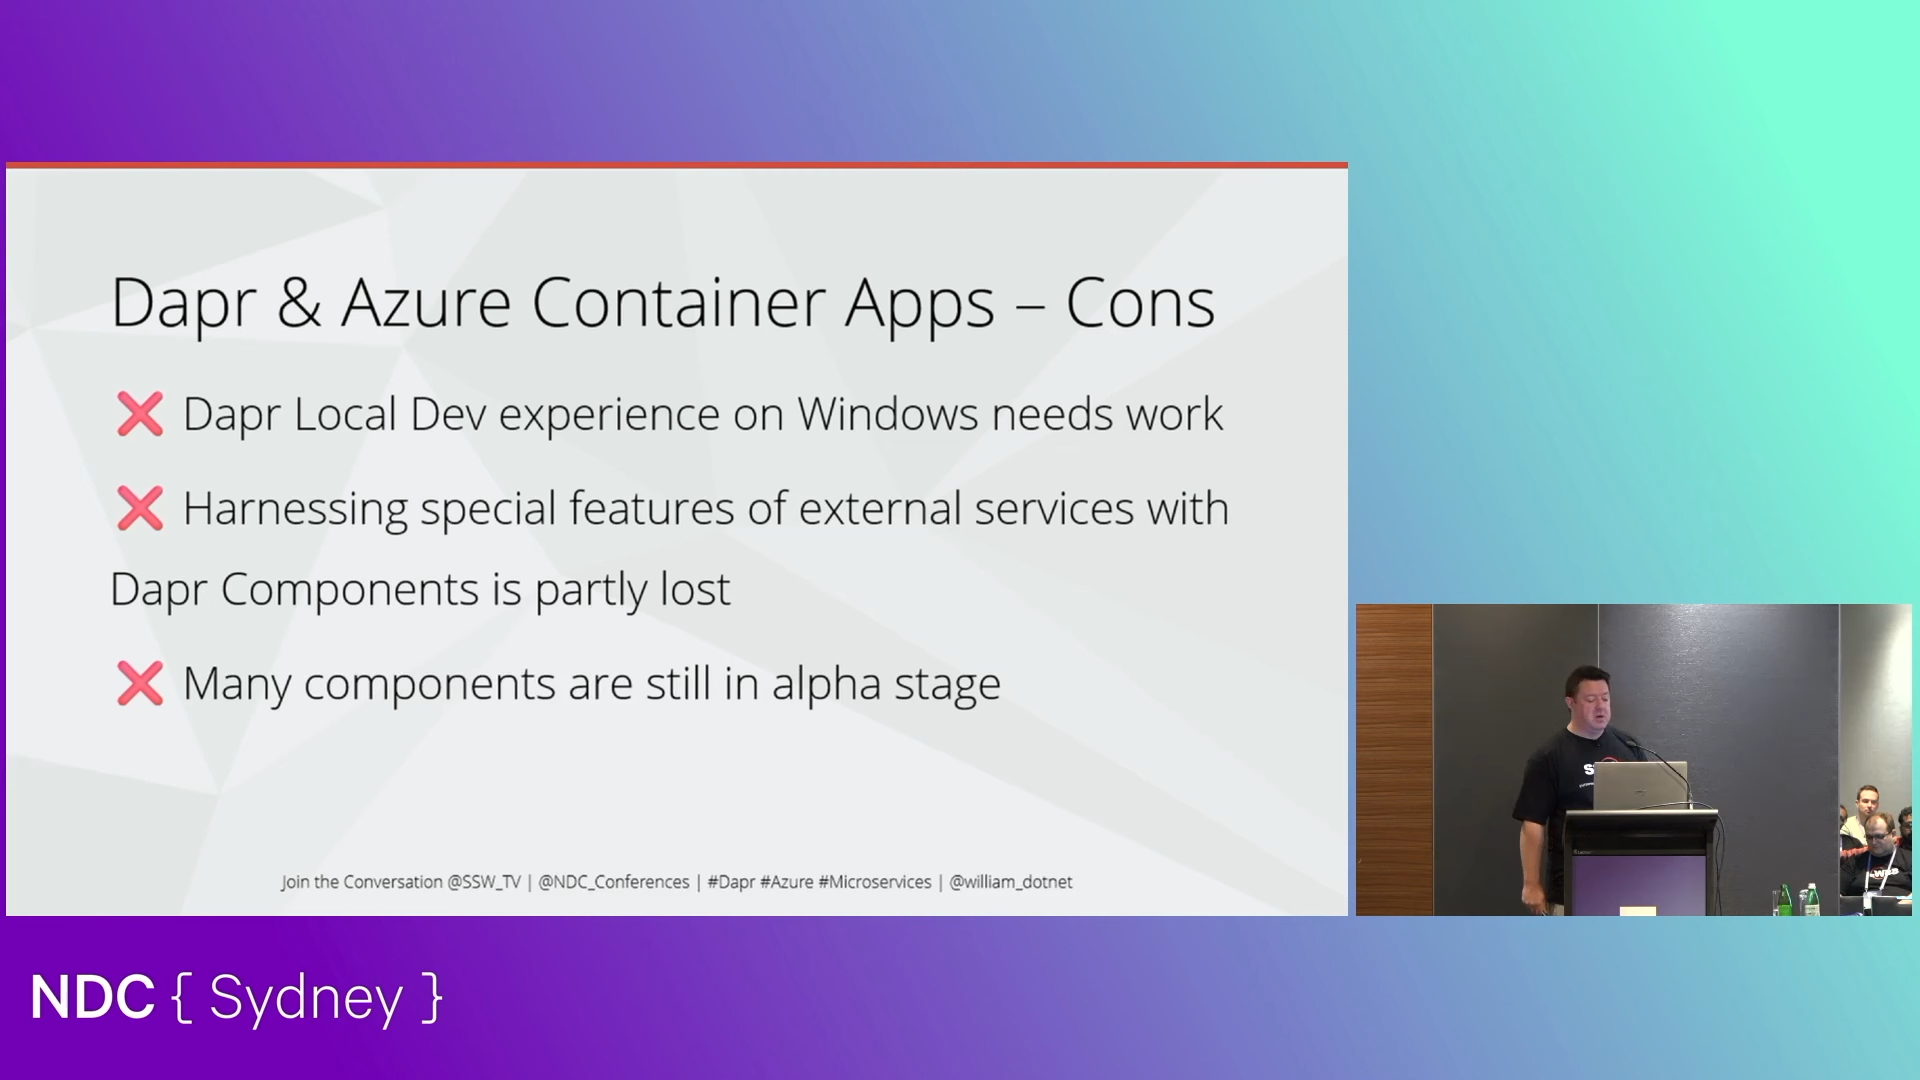 Dapr & Azure Container Apps – Cons
❌ Dapr Local Dev experience on Windows needs work
❌ Harnessing special features of external services with
Dapr Components is partly lost
❌ Many components are still in alpha stage
Join the Conversation @SSW_TV | @NDC_Conferences | #Dapr #Azure #Microservices | @william_dotnet
NDC { Sydney }